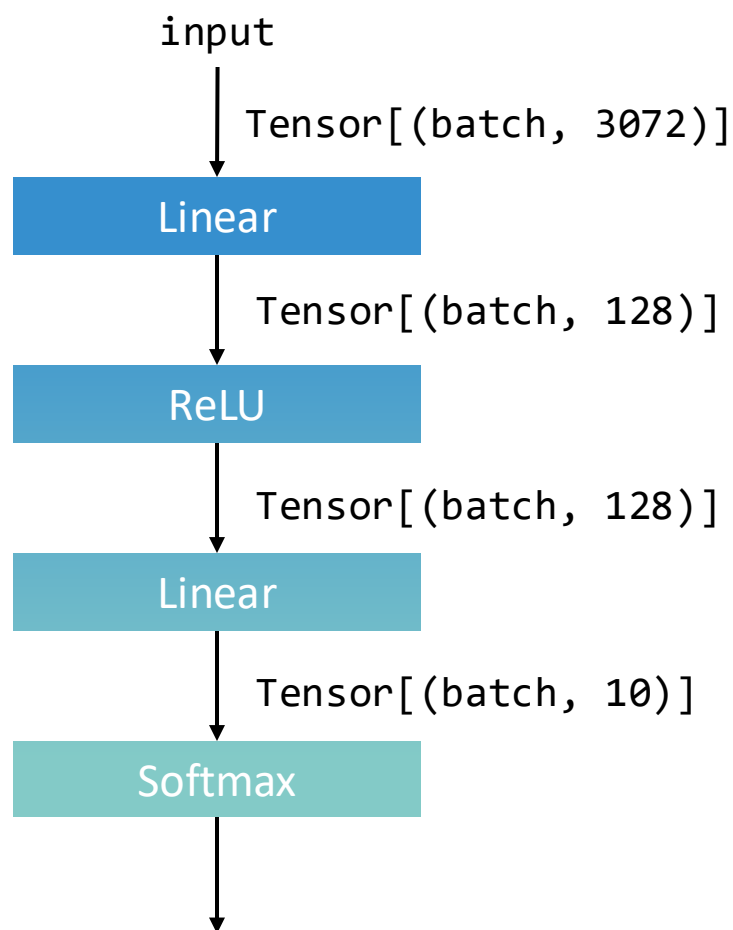 input
Tensor[(batch, 3072)]
Linear
Tensor[(batch, 128)]
ReLU
Tensor[(batch, 128)]
Linear
Tensor[(batch, 10)]
Softmax